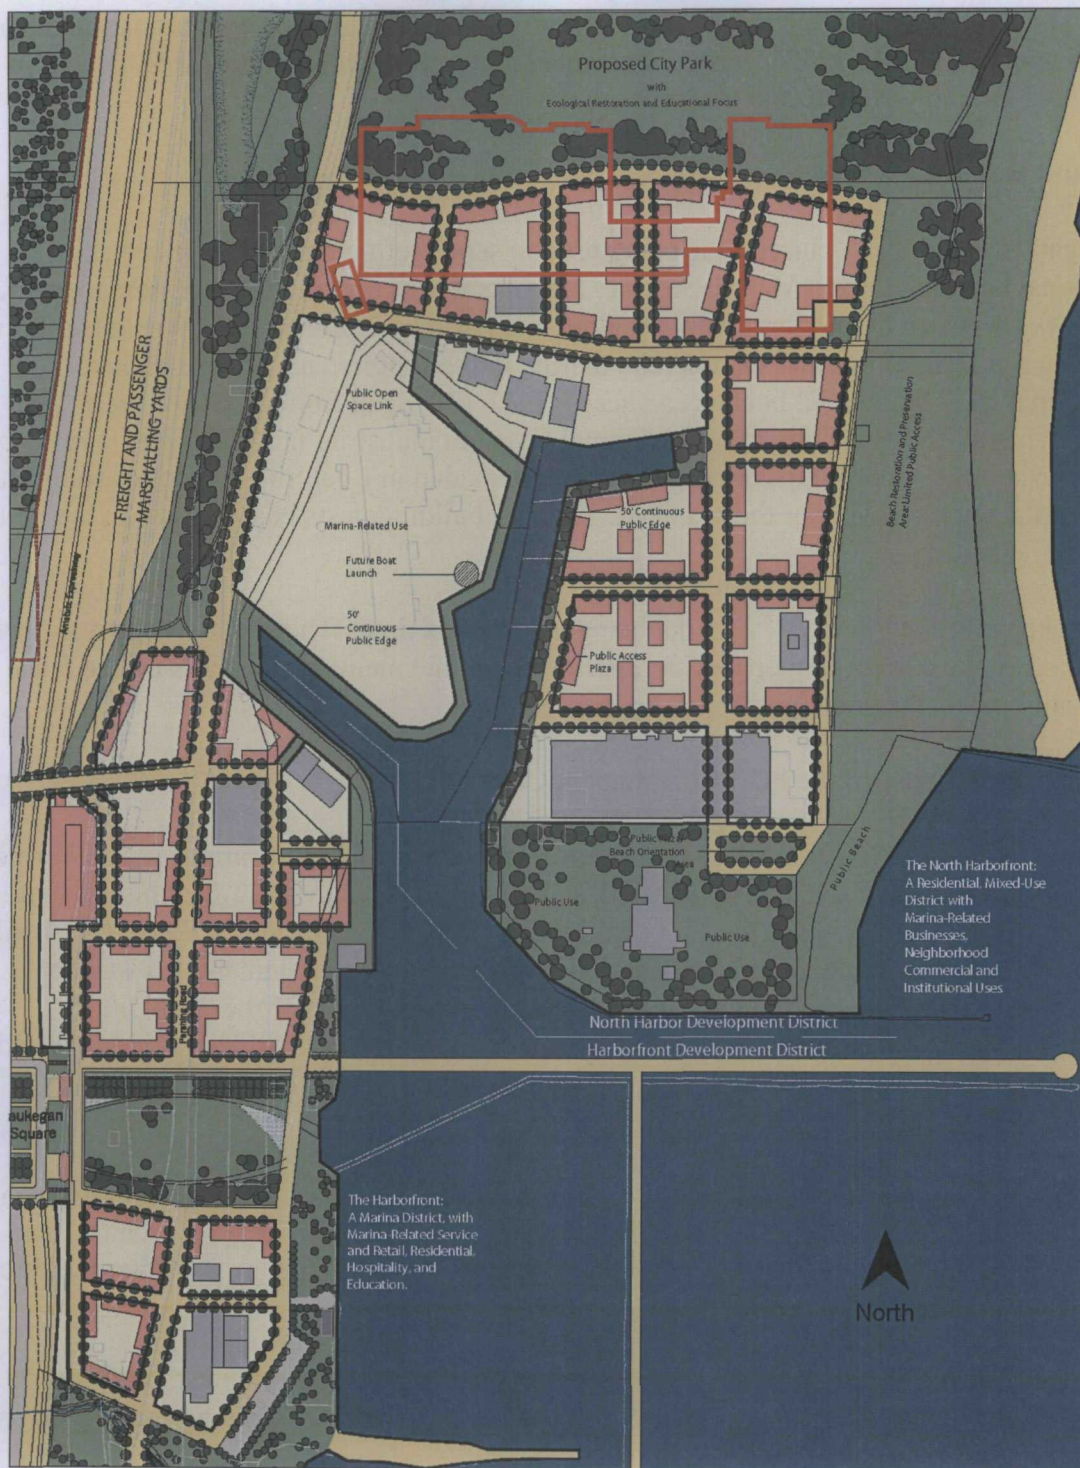 Proposed City Park
with
Ecological Restoration and Educational Focus
FREIGHT AND PASSENGER
MARSHALLING YARDS
Amstutz Expressway
Public Open
Space Link
Marina-Related Use
Future Boat
Launch
50'
Continuous
Public Edge
50' Continuous
Public Edge
Public Access
Plaza
Beach Restoration and Preservation
Area: Limited Public Access
Beach Orientation
Area
Public Use
Public Use
Public Beach
The North Harborfront:
A Residential, Mixed-Use
District with
Marina-Related
Businesses,
Neighborhood
Commercial and
Institutional Uses
North Harbor Development District
Harborfront Development District
aukegan
Square
The Harborfront:
A Marina District, with
Marina-Related Service
and Retail, Residential,
Hospitality, and
Education.
North